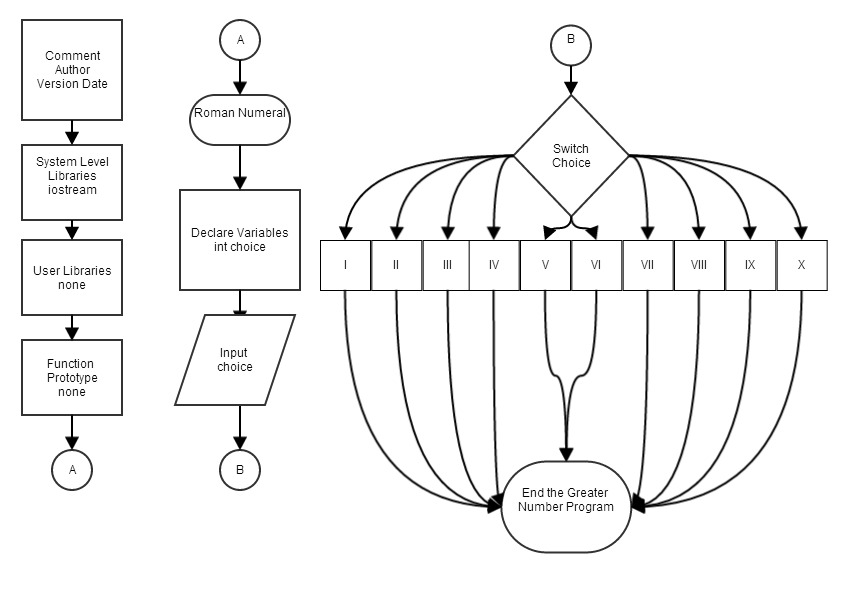 Comment
Author
Version Date
System Level
Libraries
iostream
User Libraries
none
Function
Prototype
none
A
A
Roman Numeral
Declare Variables
int choice
Input
choice
B
B
Switch
Choice
I
II
III
IV
V
VI
VII
VIII
IX
X
End the Greater
Number Program